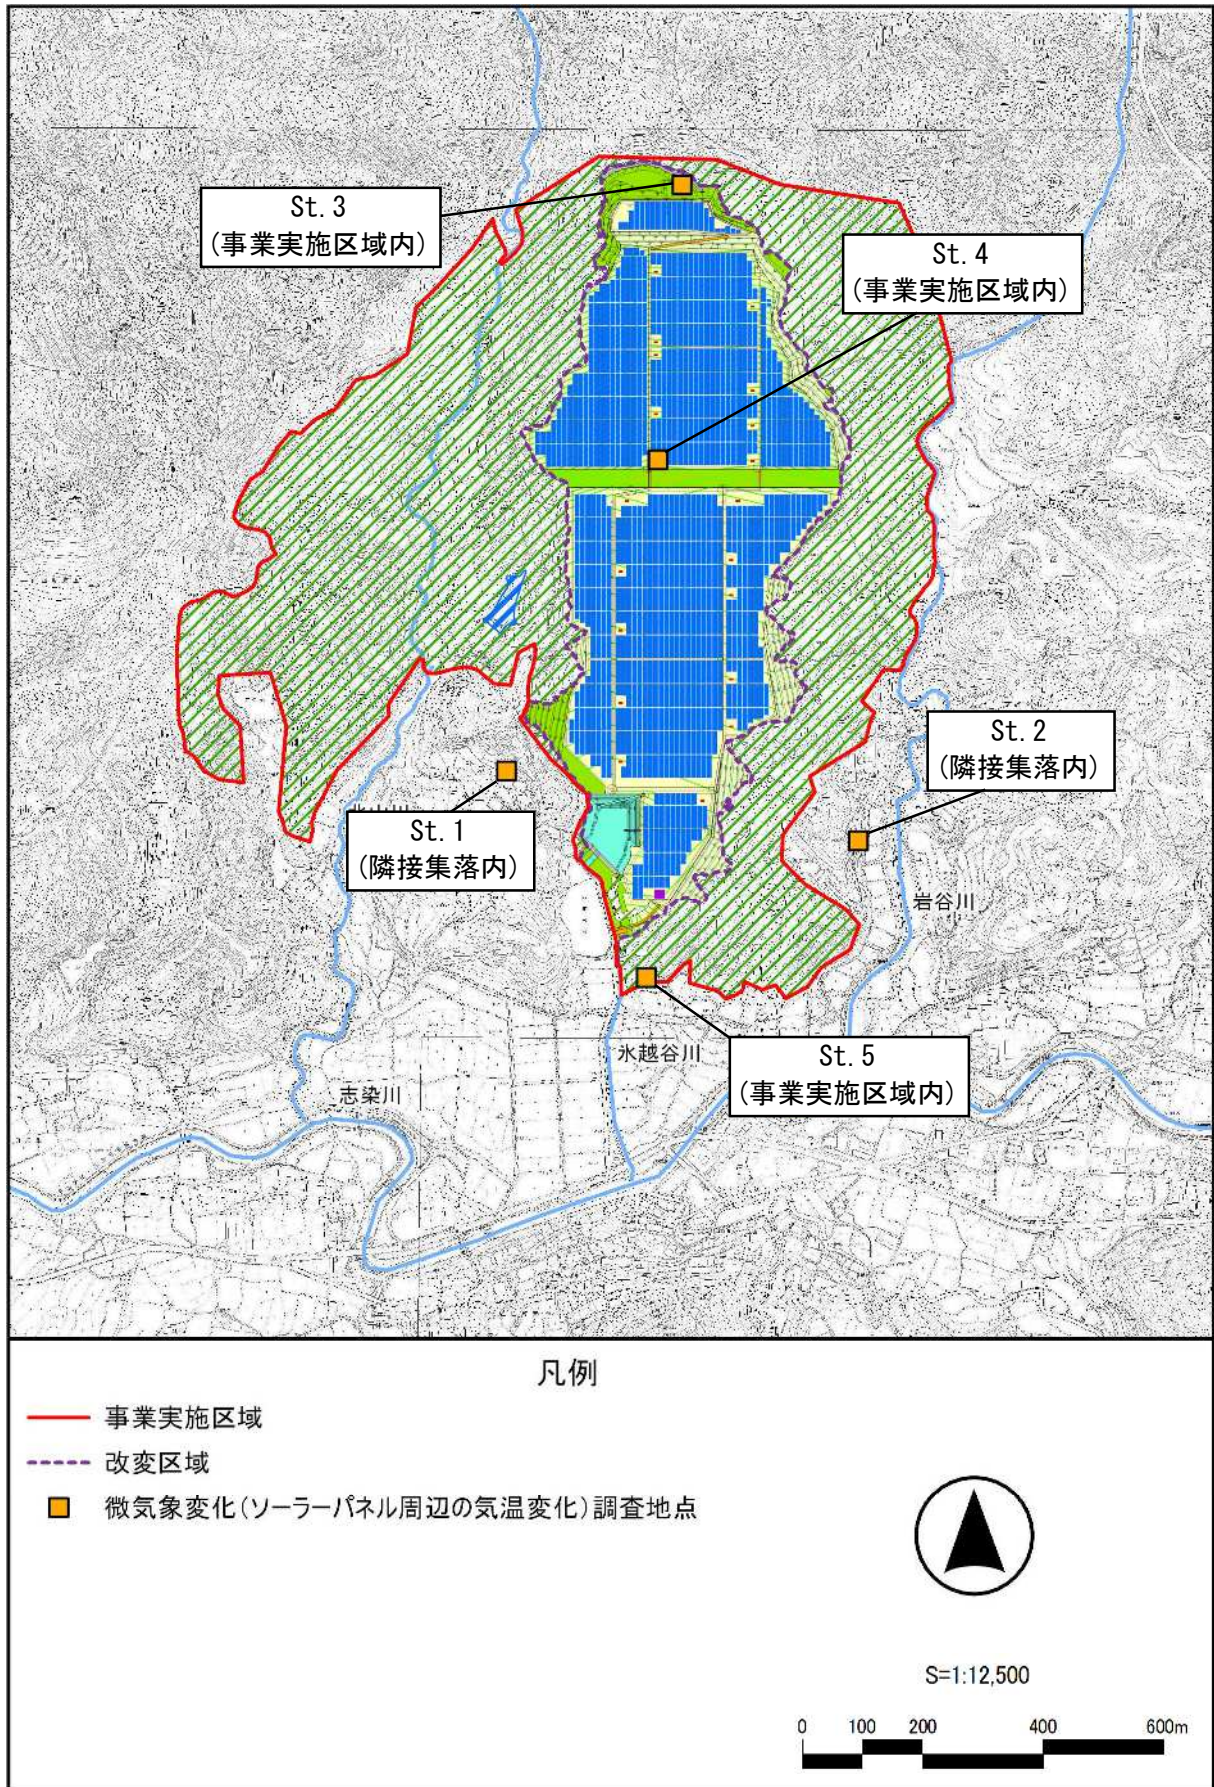 St. 3
(事業実施区域内)
St. 4
(事業実施区域内)
St. 2
(隣接集落内)
St. 1
(隣接集落内)
岩谷川
氷越谷川
St. 5
(事業実施区域内)
志染川
凡例
事業実施区域
改変区域
微気象変化(ソーラーパネル周辺の気温変化)調査地点
S=1:12,500
0 100 200 400 600m